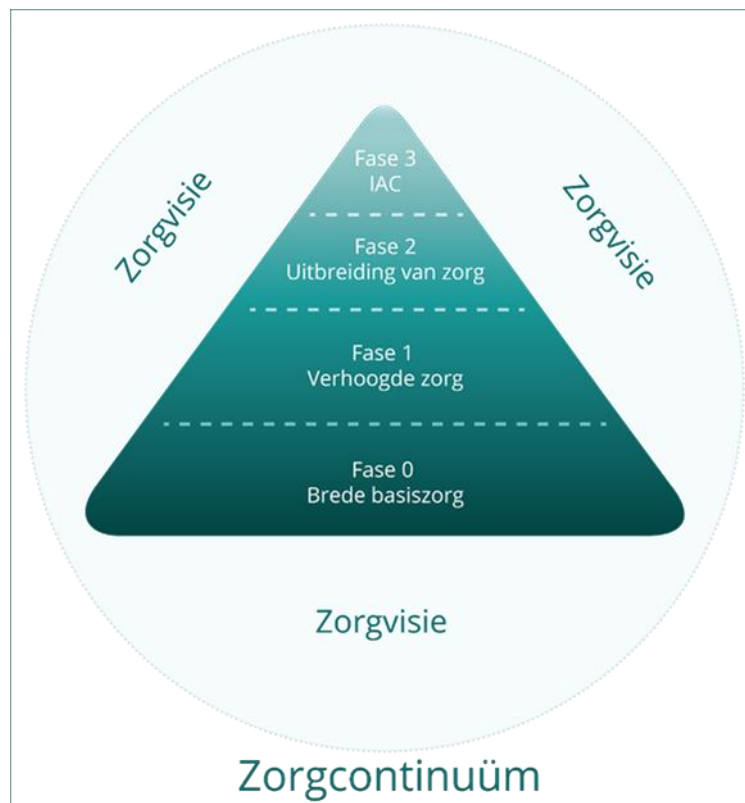 Fase 3
IAC
Zorgvisie
Zorgvisie
Fase 2
Uitbreiding van zorg
Fase 1
Verhoogde zorg
Fase 0
Brede basiszorg
Zorgvisie
Zorgcontinuüm